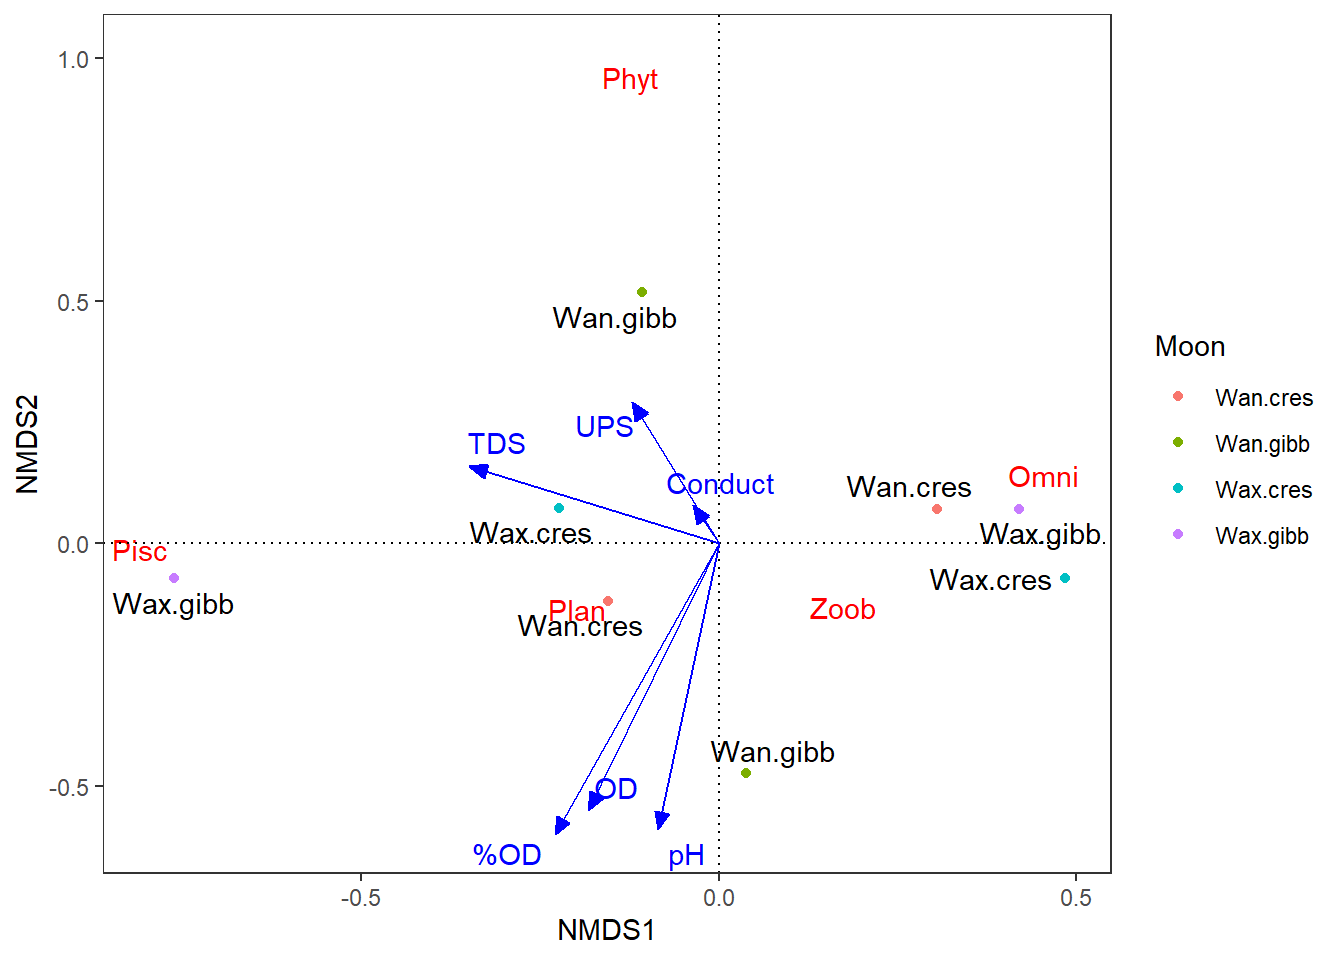 1.0
Phyt
0.5
Wan.gibb
Moon
Wan.cres
Wan.gibb
Wax.cres
Wax.gibb
NMDS2
UPS
TDS
Conduct
Omni
Wan.cres
Wax.cres
Wax.gibb
0.0
Pisc
Wax.cres
Wax.gibb
Plan
Zoob
Wan.cres
Wan.gibb
-0.5
OD
%OD
pH
-0.5
0.0
0.5
NMDS1